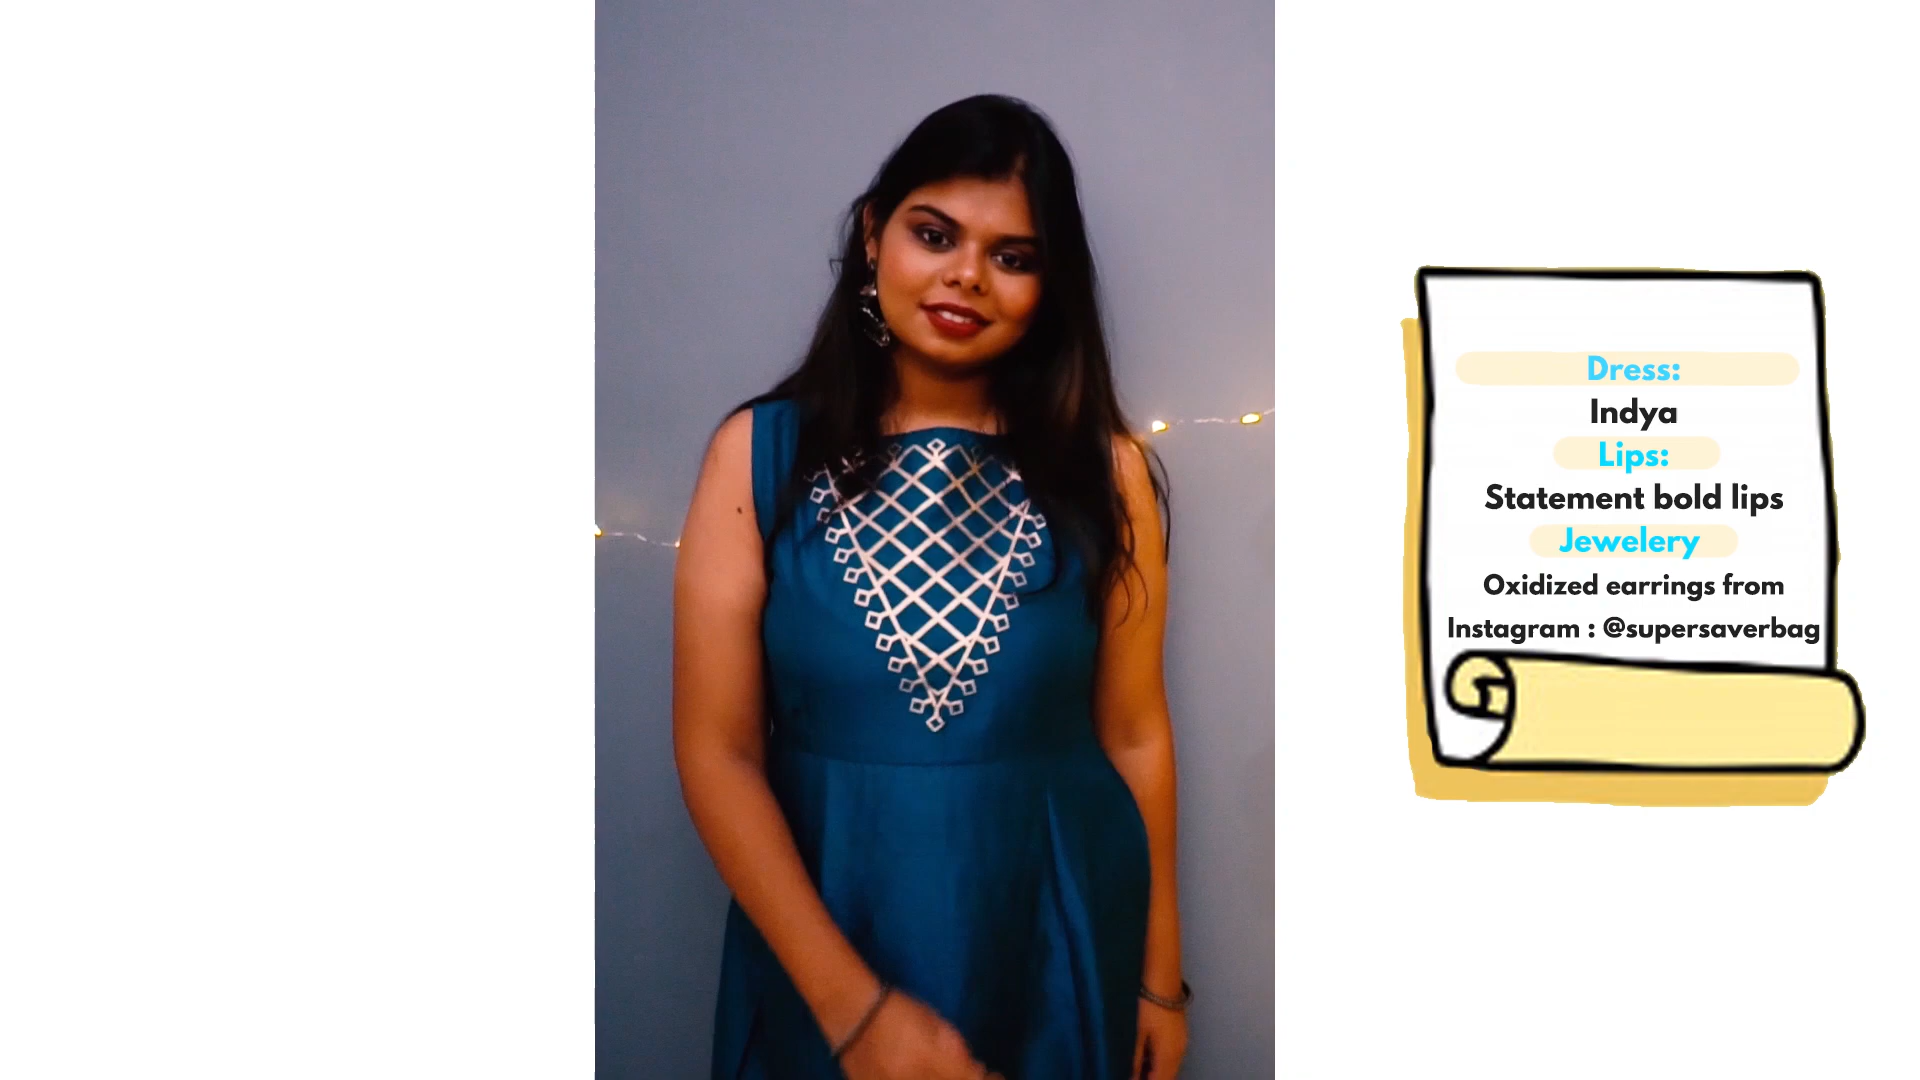 Dress:
Indya
Lips:
Statement bold lips
Jewelery
Oxidized earrings from
Instagram : @supersaverbag